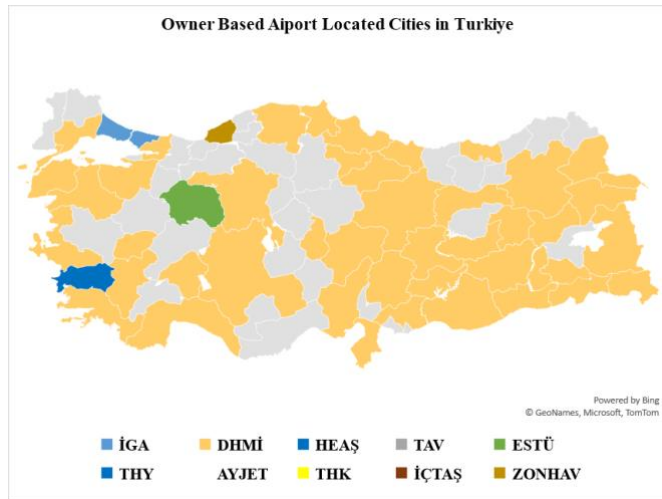 Owner Based Aiport Located Cities in Turkiye
Powered by Bing
© GeoNames, Microsoft, TomTom
İGA DHMİ HEAŞ TAV ESTÜ
THY AYJET THK İÇTAŞ ZONHAV